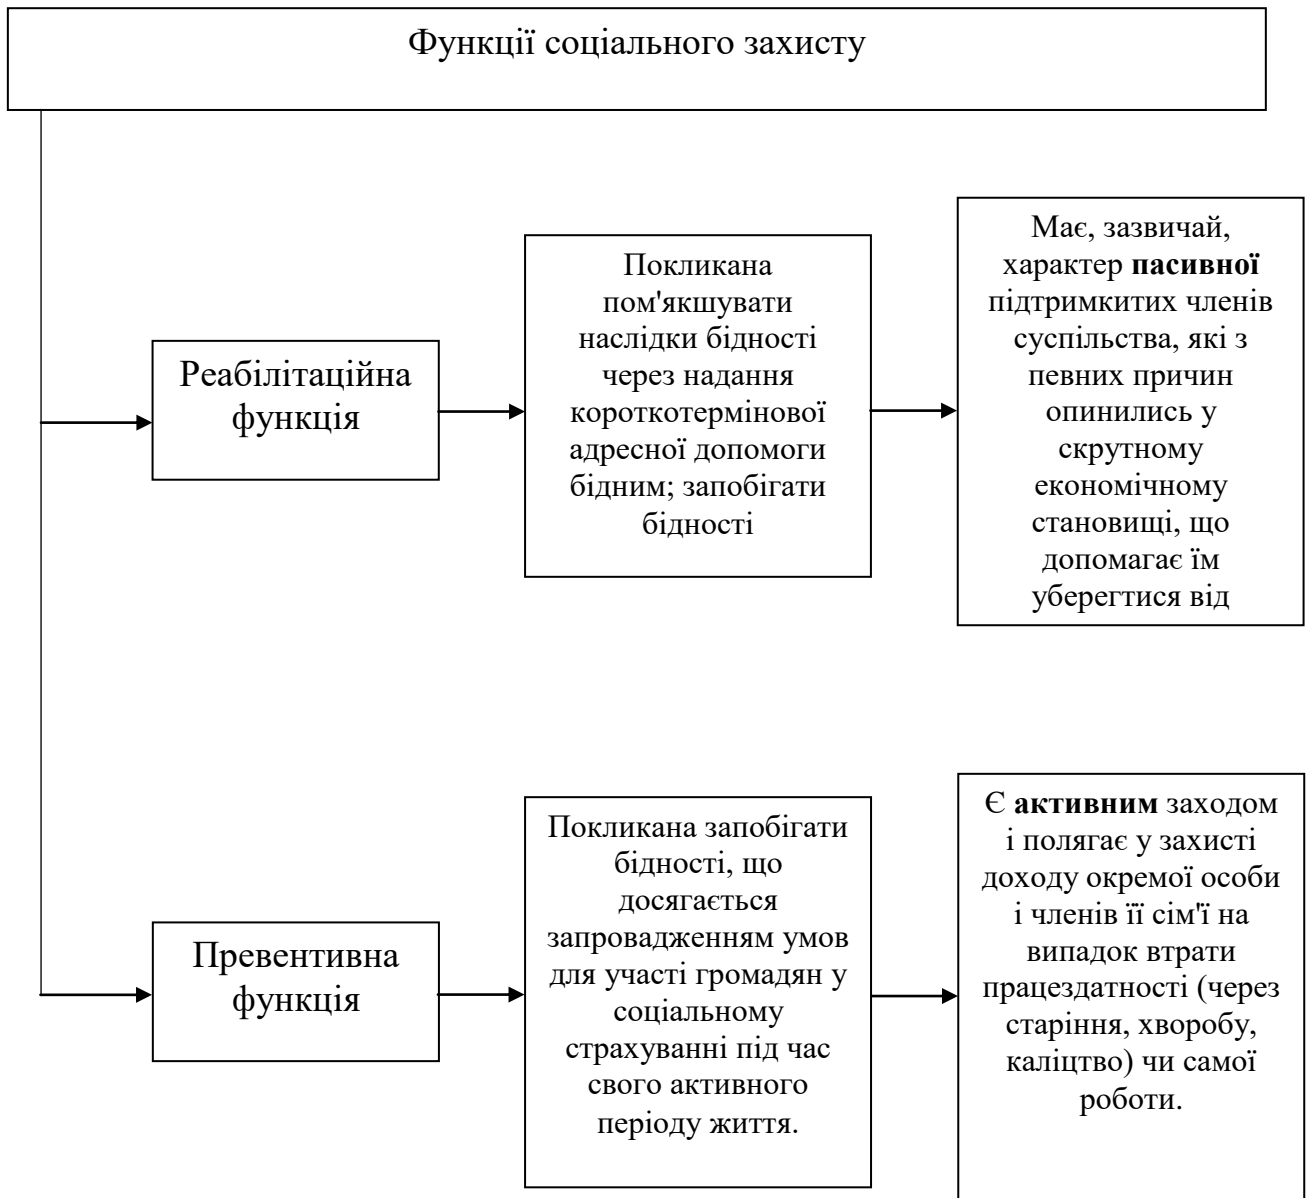 Функції соціального захисту
Реабілітаційна
функція
Покликана
пом'якшувати
наслідки бідності
через надання
короткотермінової
адресної допомоги
бідним; запобігати
бідності
Має, зазвичай,
характер пасивної
підтримкитих членів
суспільства, які з
певних причин
опинились у
скрутному
економічному
становищі, що
допомагає їм
уберегтися від
Превентивна
функція
Покликана запобігати
бідності, що
досягається
запровадженням умов
для участі громадян у
соціальному
страхуванні під час
свого активного
періоду життя.
Є активним заходом
і полягає у захисті
доходу окремої особи
і членів її сім'ї на
випадок втрати
працездатності (через
старіння, хворобу,
каліцтво) чи самої
роботи.